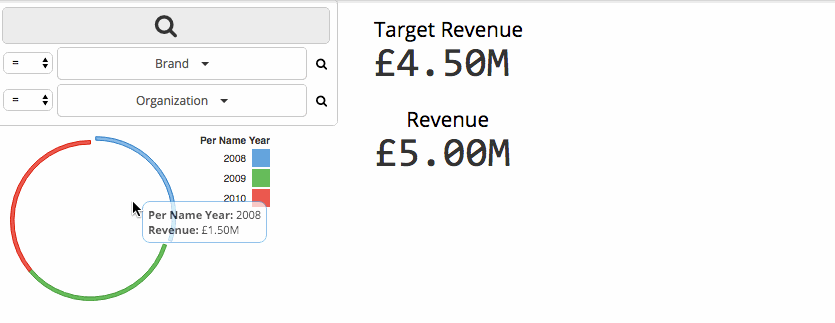 Target Revenue
£4.50M
= Brand
= Organization
Revenue
£5.00M
Per Name Year
2008
2009
2010
Per Name Year: 2008
Revenue: £1.50M